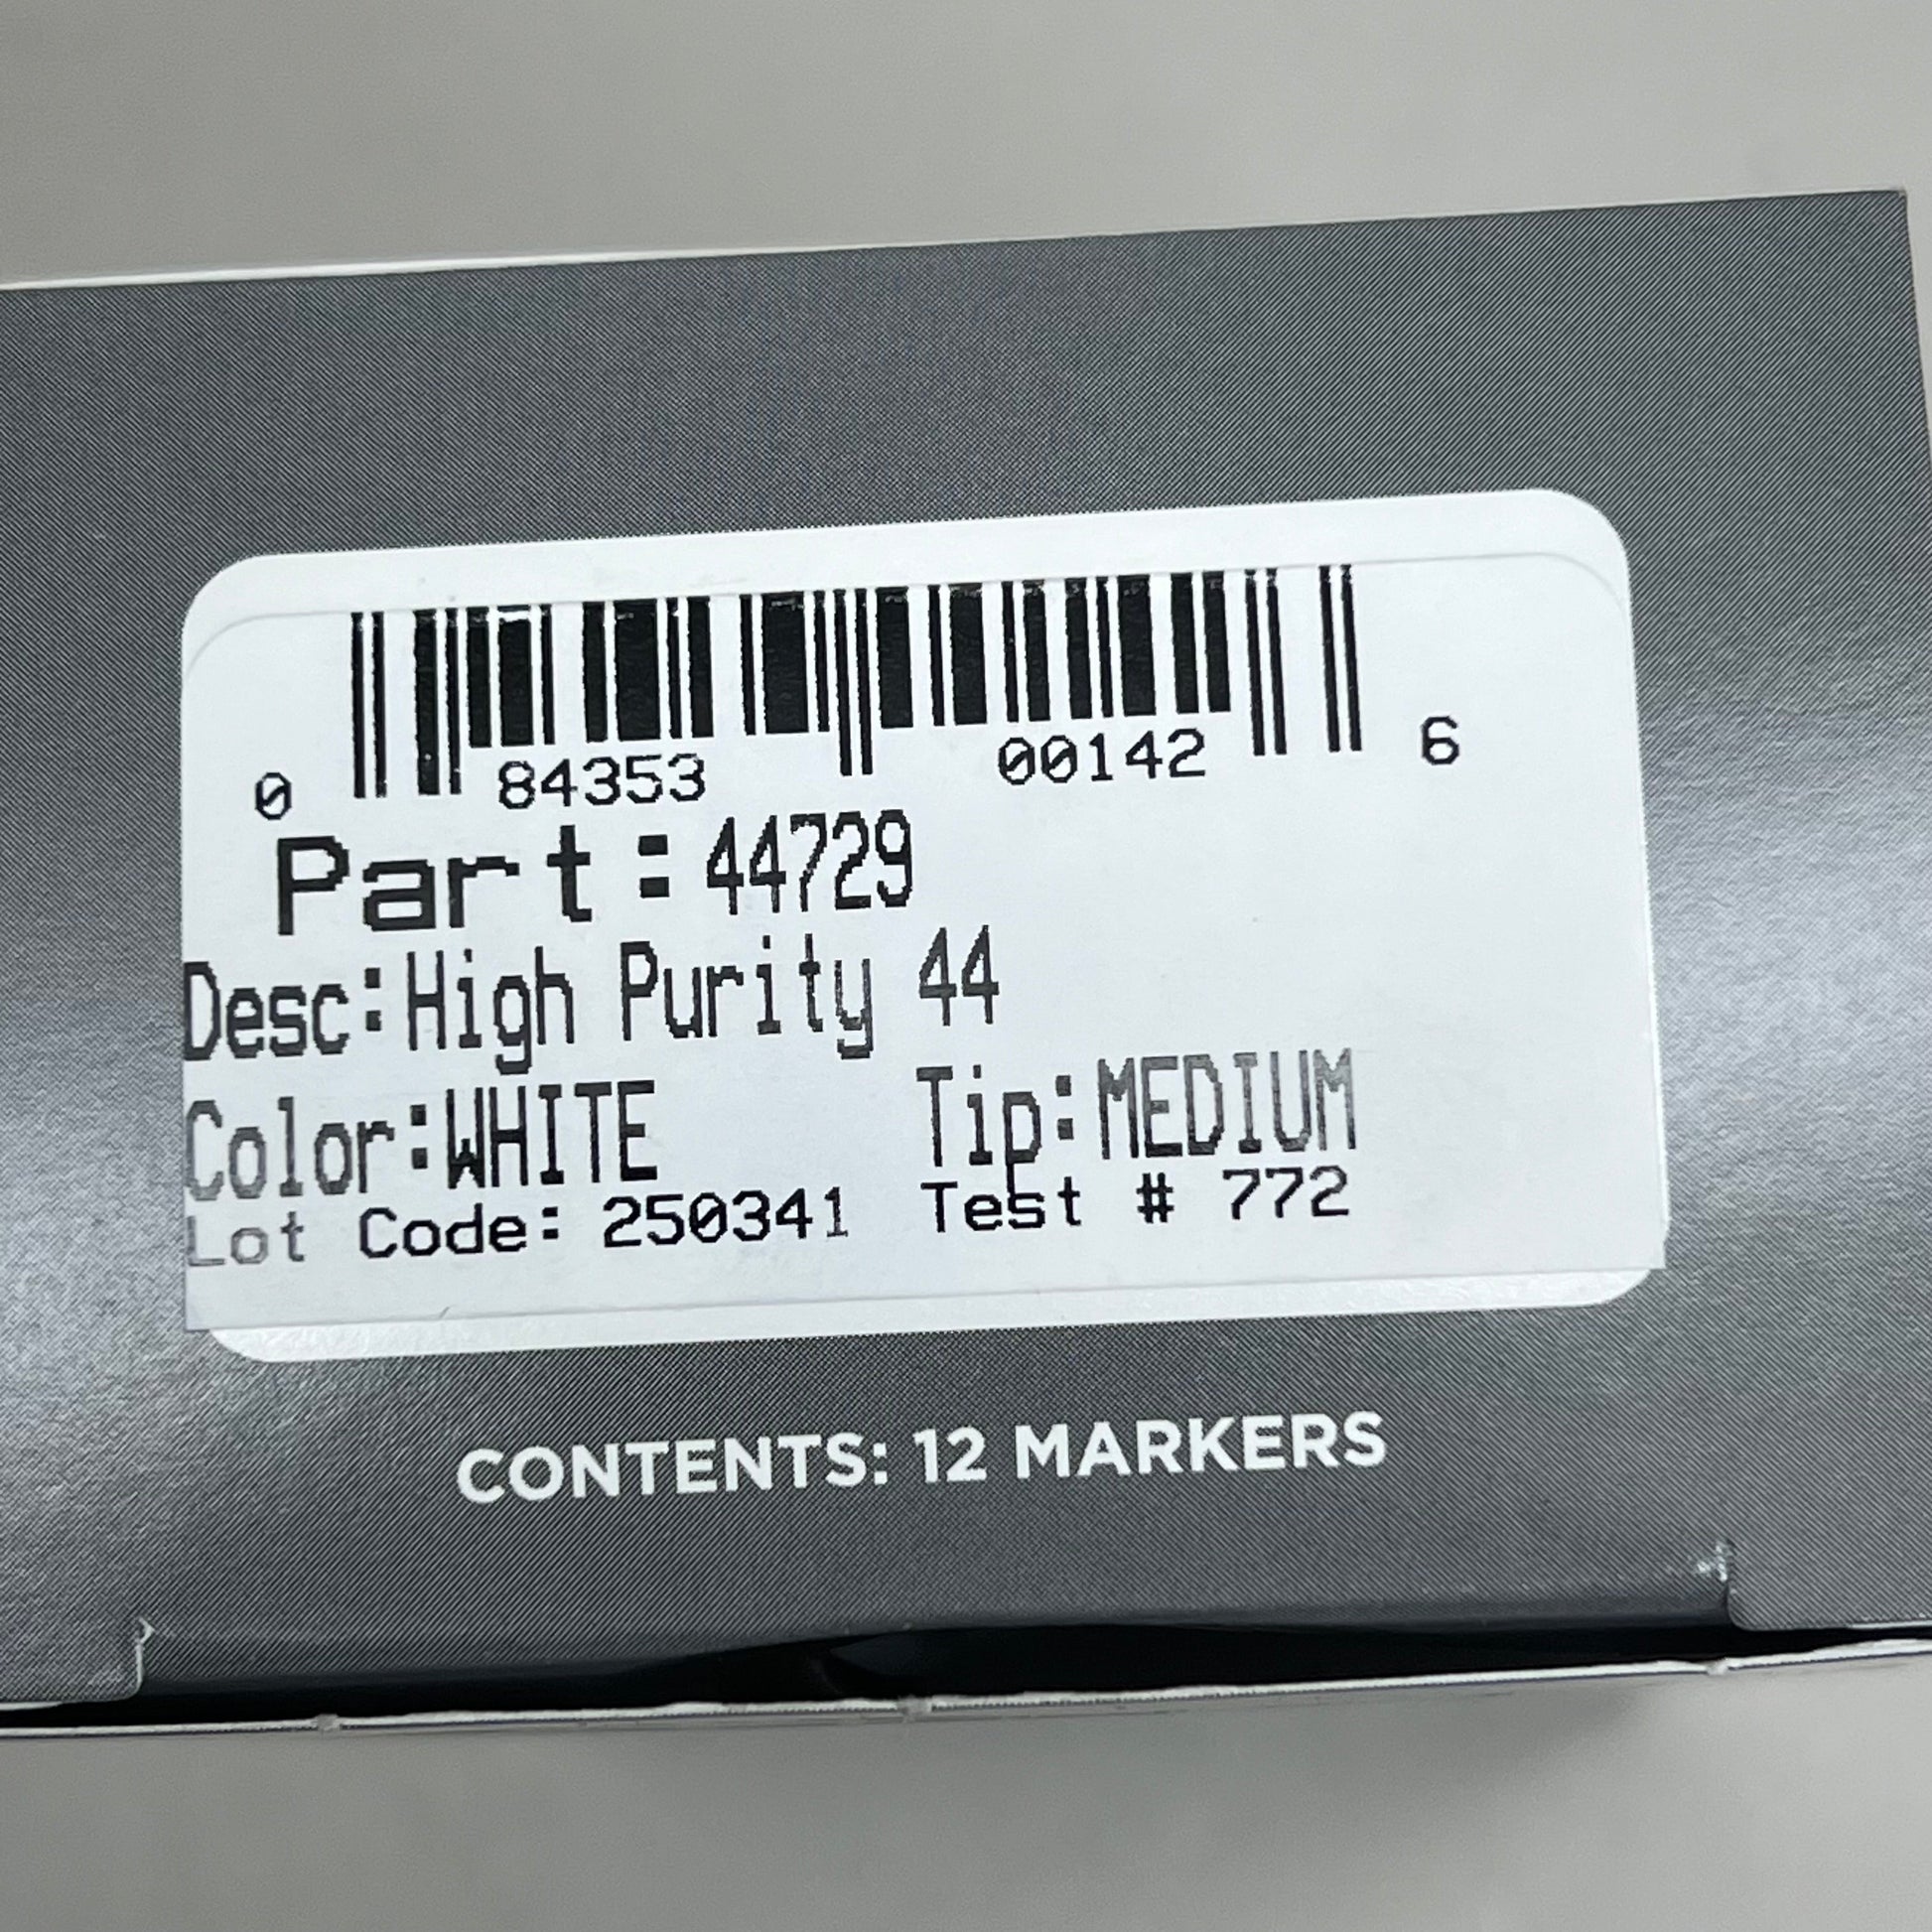 0 84353 00142 6
Part:44729
Desc:High Purity 44
Color:WHITE Tip:MEDIUM
Lot Code: 250341 Test # 772
CONTENTS: 12 MARKERS